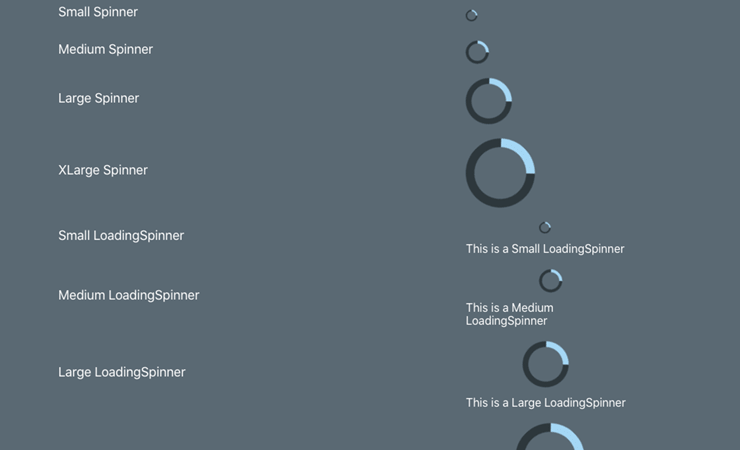 Small Spinner
Medium Spinner
Large Spinner
XLarge Spinner
Small LoadingSpinner
This is a Small LoadingSpinner
Medium LoadingSpinner
This is a Medium
LoadingSpinner
Large LoadingSpinner
This is a Large LoadingSpinner